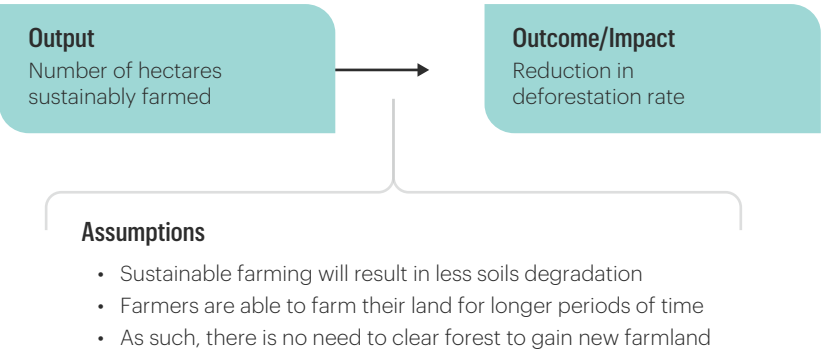 Output
Number of hectares
sustainably farmed
Outcome/Impact
Reduction in
deforestation rate
Assumptions
• Sustainable farming will result in less soils degradation
• Farmers are able to farm their land for longer periods of time
• As such, there is no need to clear forest to gain new farmland